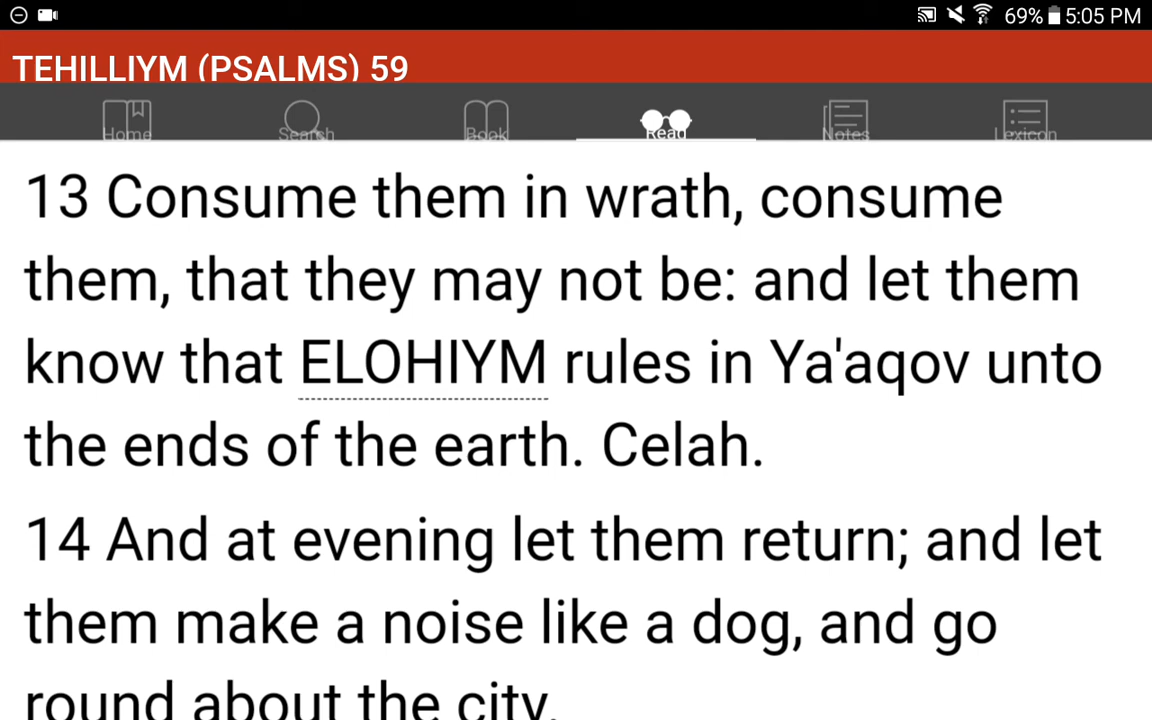 69% 5:05 PM
TEHILLIYM (PSALMS) 59
Home Search Book Read Notes Lexicon
13 Consume them in wrath, consume
them, that they may not be: and let them
know that ELOHIYM rules in Ya'aqov unto
the ends of the earth. Celah.
14 And at evening let them return; and let
them make a noise like a dog, and go
round about the city.